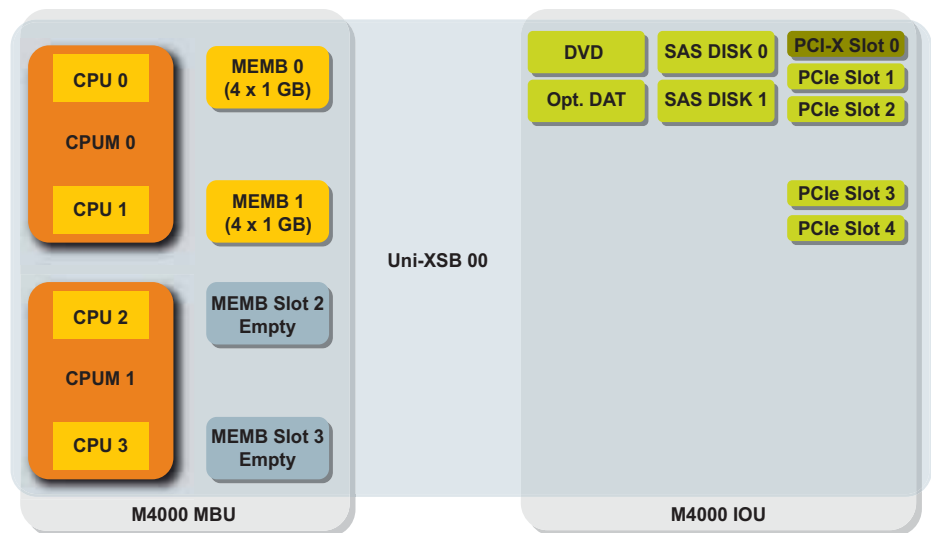 CPU 0
CPUM 0
CPU 1
MEMB 0
(4 x 1 GB)
MEMB 1
(4 x 1 GB)
CPU 2
CPUM 1
CPU 3
MEMB Slot 2
Empty
MEMB Slot 3
Empty
M4000 MBU
Uni-XSB 00
DVD
SAS DISK 0
PCI-X Slot 0
PCIe Slot 1
Opt. DAT
SAS DISK 1
PCIe Slot 2
PCIe Slot 3
PCIe Slot 4
M4000 IOU